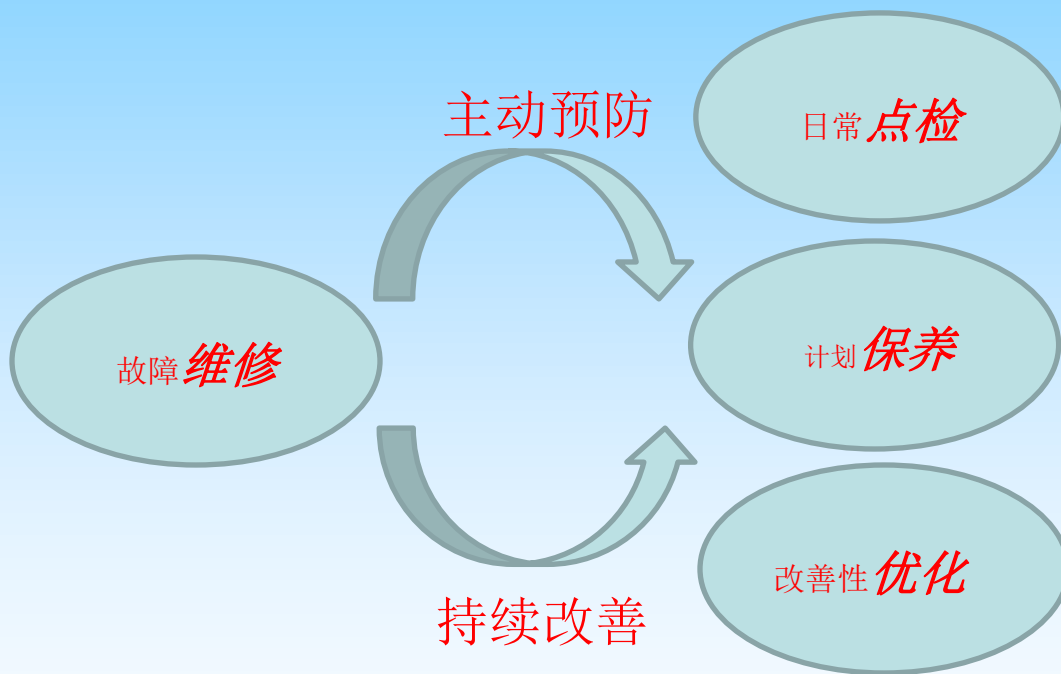 主动预防
日常点检
故障维修
计划保养
改善性优化
持续改善